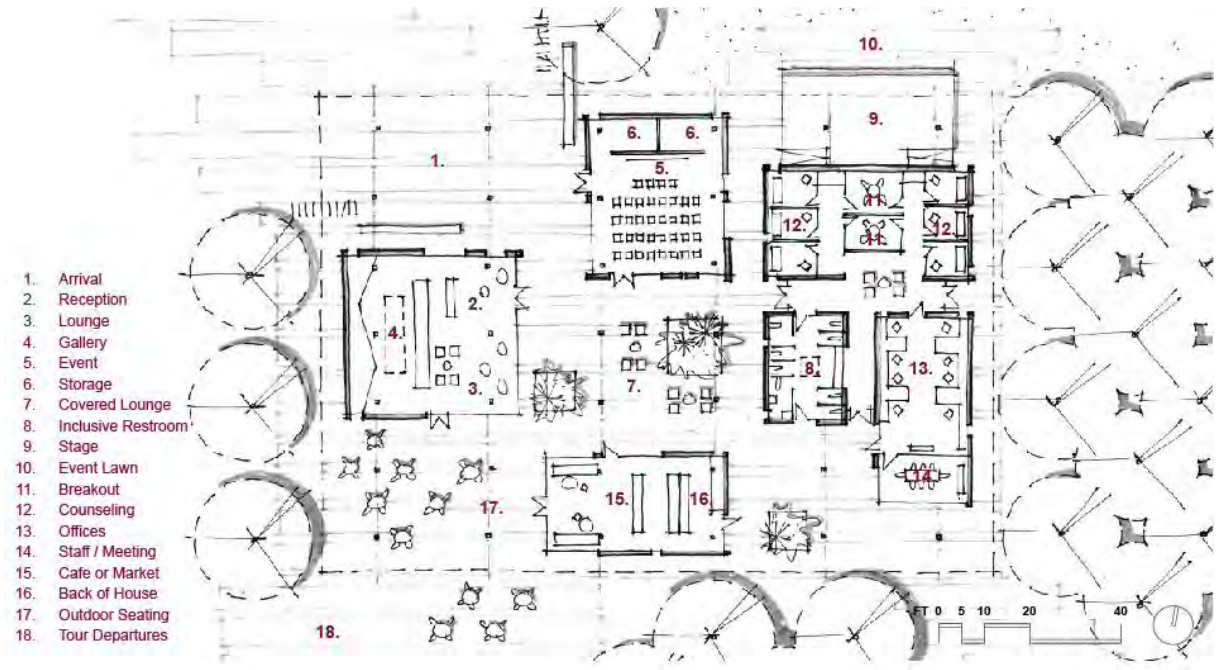 10.
9.
6. 6.
1.
5.
11.
12. 12.
11.
2.
4.
3.
7.
8.
13.
14.
15. 16.
17.
18.
1. Arrival
2. Reception
3. Lounge
4. Gallery
5. Event
6. Storage
7. Covered Lounge
8. Inclusive Restroom
9. Stage
10. Event Lawn
11. Breakout
12. Counseling
13. Offices
14. Staff / Meeting
15. Cafe or Market
16. Back of House
17. Outdoor Seating
18. Tour Departures
FT 0 5 10 20 40